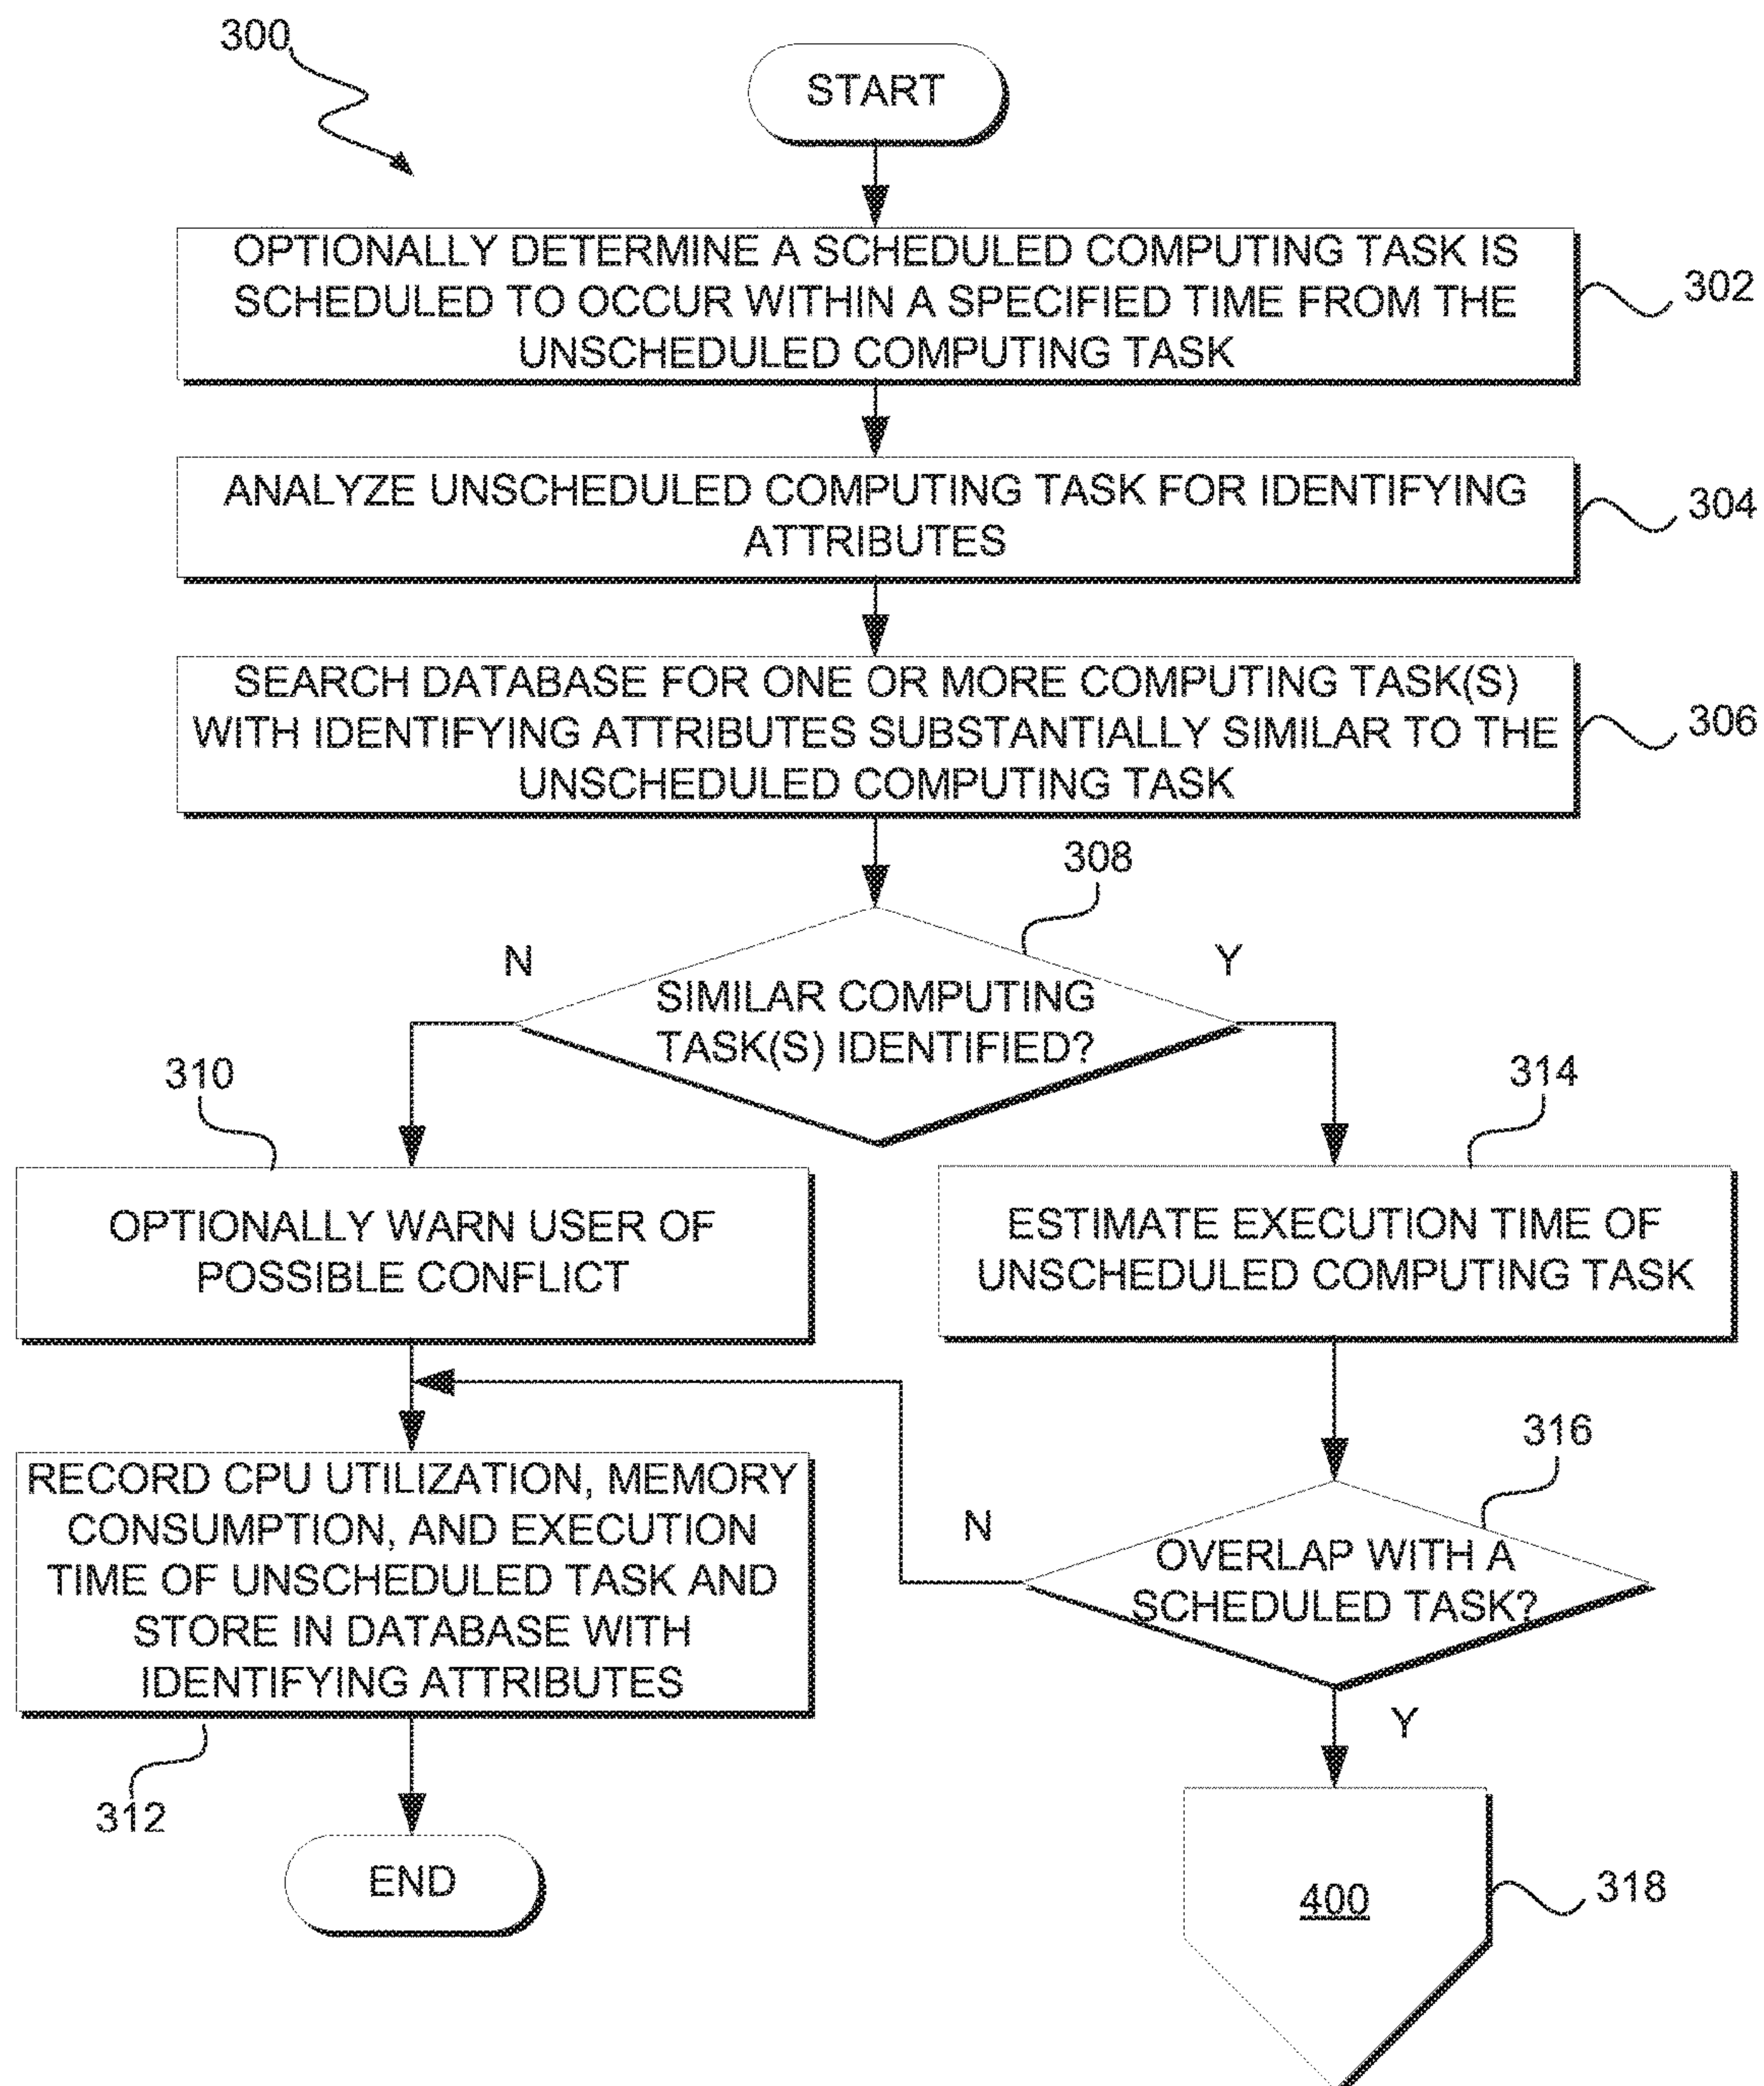 300
START
OPTIONALLY DETERMINE A SCHEDULED COMPUTING TASK IS
SCHEDULED TO OCCUR WITHIN A SPECIFIED TIME FROM THE
UNSCHEDULED COMPUTING TASK
302
ANALYZE UNSCHEDULED COMPUTING TASK FOR IDENTIFYING
ATTRIBUTES
304
SEARCH DATABASE FOR ONE OR MORE COMPUTING TASK(S)
WITH IDENTIFYING ATTRIBUTES SUBSTANTIALLY SIMILAR TO THE
UNSCHEDULED COMPUTING TASK
306
308
N
Y
SIMILAR COMPUTING
TASK(S) IDENTIFIED?
310
OPTIONALLY WARN USER OF
POSSIBLE CONFLICT
314
ESTIMATE EXECUTION TIME OF
UNSCHEDULED COMPUTING TASK
RECORD CPU UTILIZATION, MEMORY
CONSUMPTION, AND EXECUTION
TIME OF UNSCHEDULED TASK AND
STORE IN DATABASE WITH
IDENTIFYING ATTRIBUTES
312
END
316
N
OVERLAP WITH A
SCHEDULED TASK?
Y
400
318